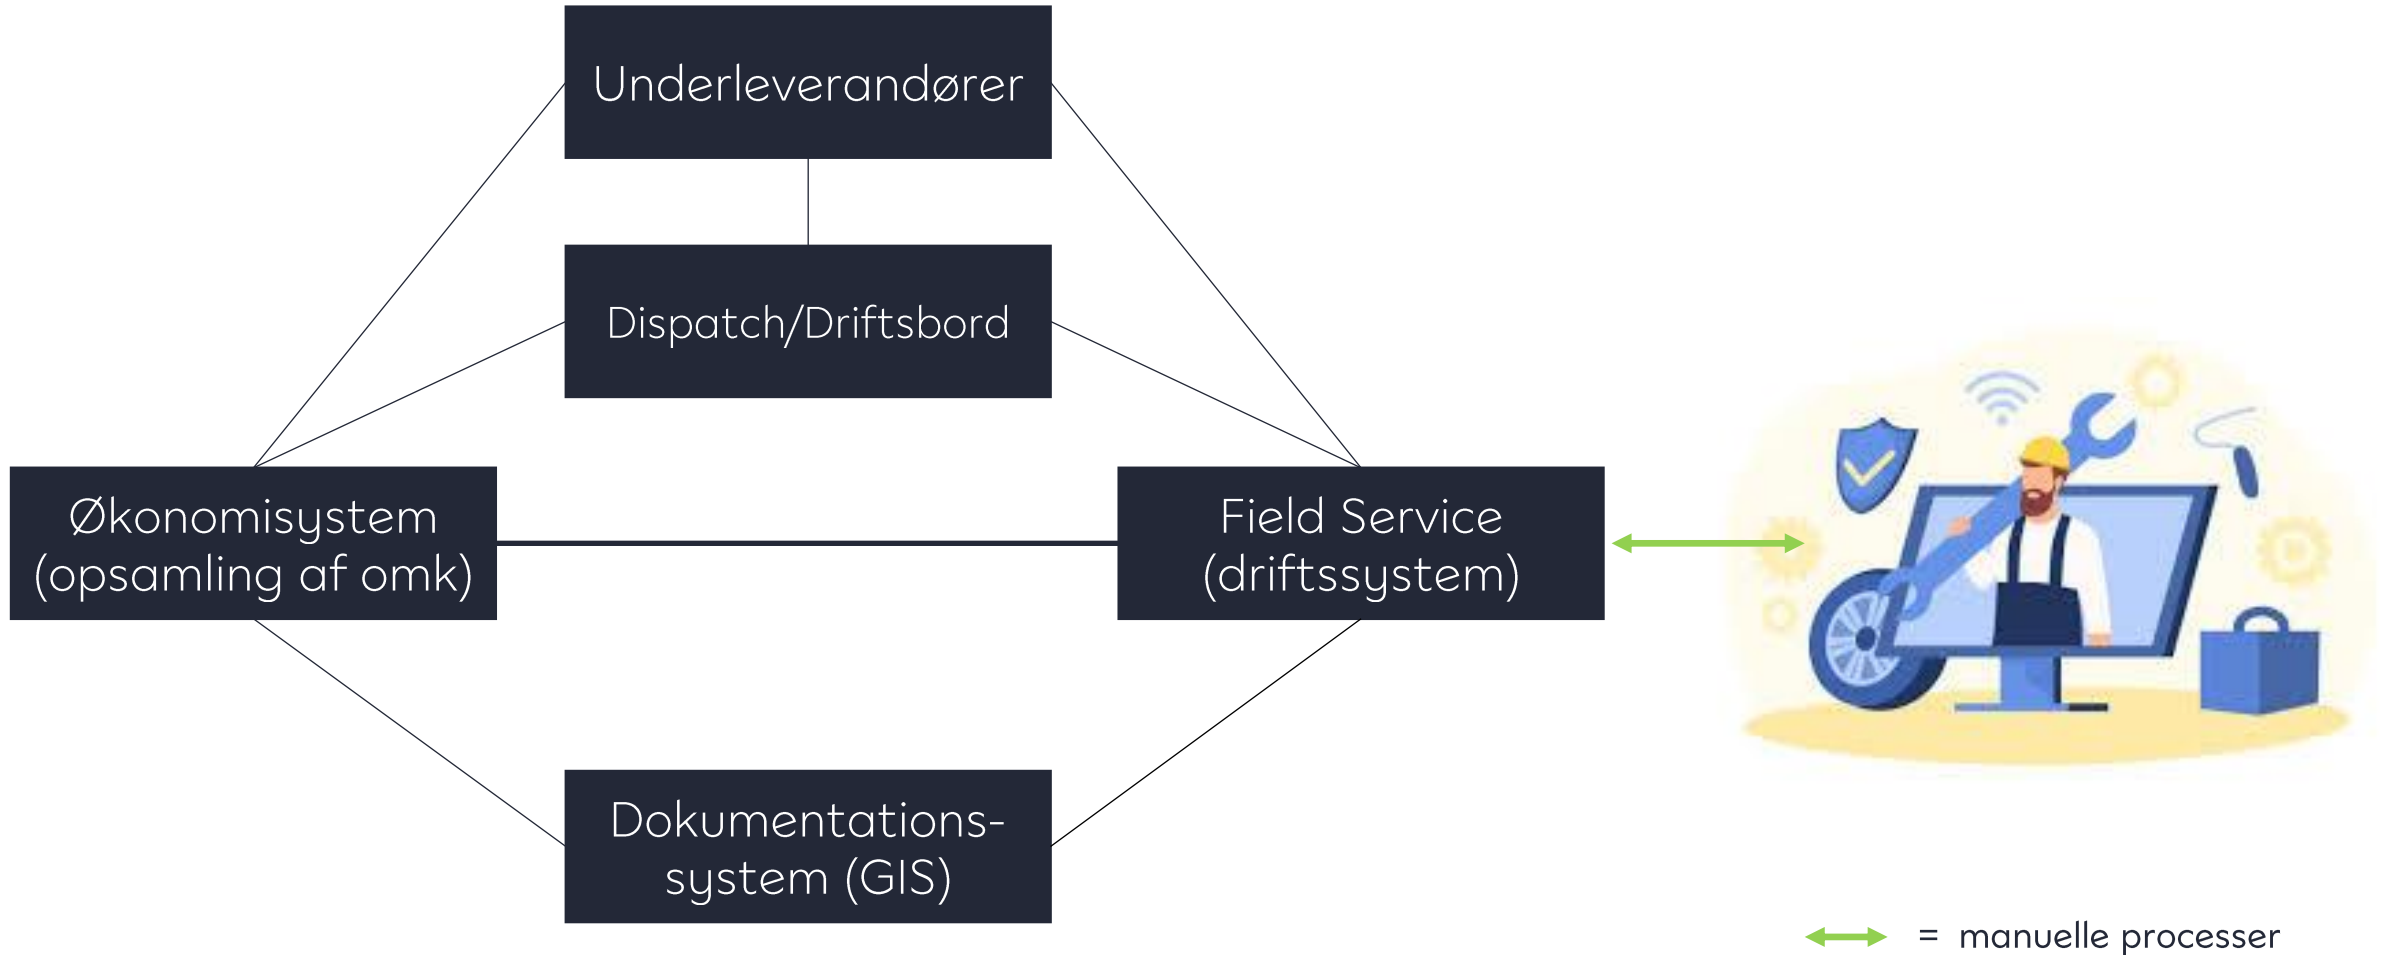 Underleverandører
Dispatch/Driftsbord
Økonomisystem
(opsamling af omk)
Field Service
(driftssystem)
Dokumentations-
system (GIS)
= manuelle processer